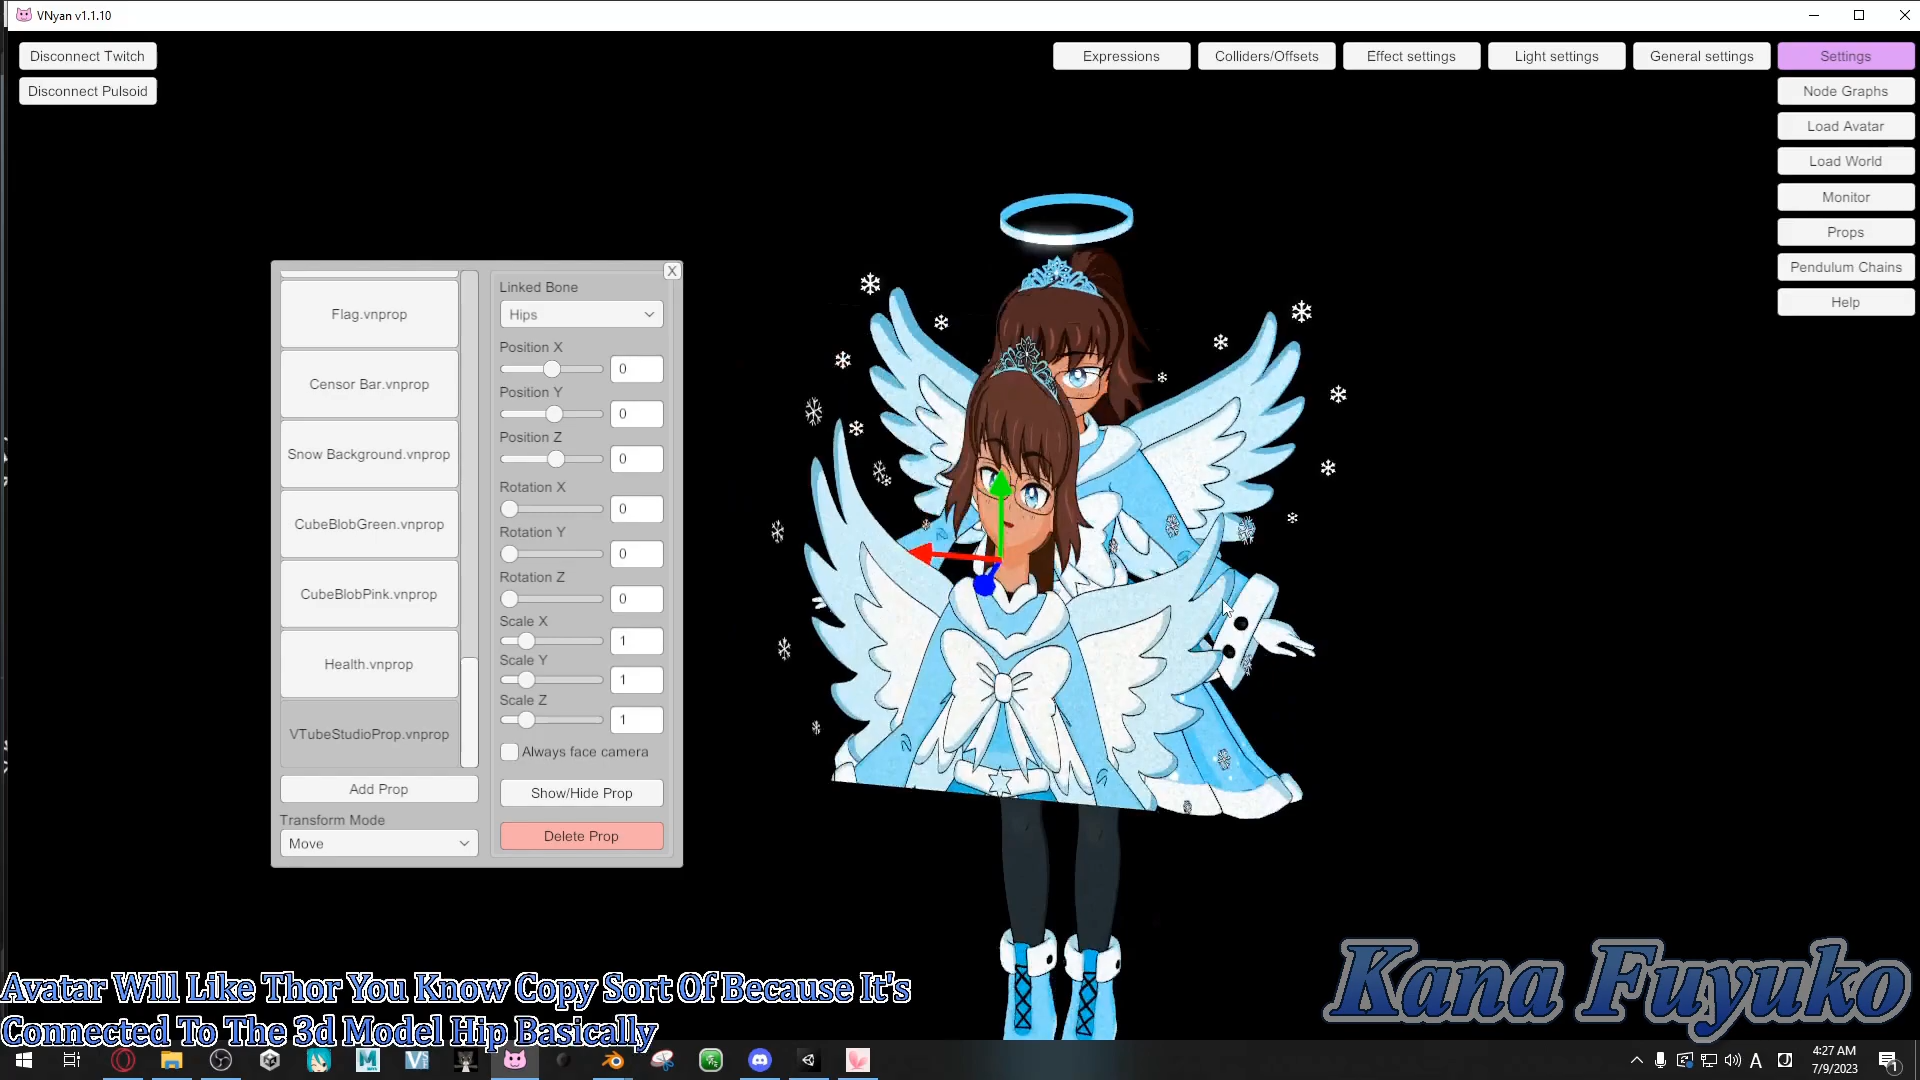 VNyan v1.1.10
Disconnect Twitch
Disconnect Pulsoid
Expressions
Colliders/Offsets
Effect settings
Light settings
General settings
Settings
Node Graphs
Load Avatar
Load World
Monitor
Props
Pendulum Chains
Help
X
Flag.vnprop
Censor Bar.vnprop
Snow Background.vnprop
CubeBlobGreen.vnprop
CubeBlobPink.vnprop
Health.vnprop
VTubeStudioProp.vnprop
Add Prop
Transform Mode
Move
Linked Bone
Hips
Position X
0
Position Y
0
Position Z
0
Rotation X
0
Rotation Y
0
Rotation Z
0
Scale X
1
Scale Y
1
Scale Z
1
Always face camera
Show/Hide Prop
Delete Prop
Avatar Will Like Thor You Know Copy Sort Of Because It's
Connected To The 3d Model Hip Basically
Kana Fuyuko
A
4:27 AM
7/9/2023
1